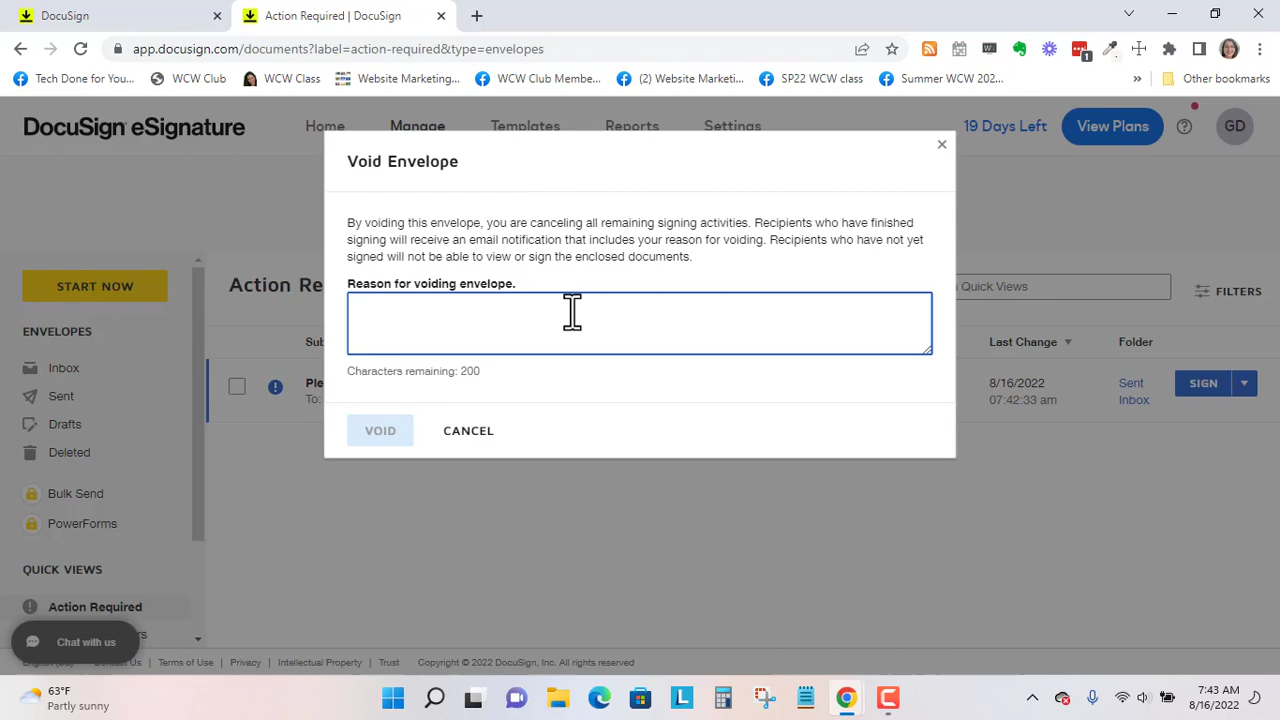 DocuSign
Action Required | DocuSign
app.docusign.com/documents?label=action-required&type=envelopes
1
Tech Done for You...
WCW Club
WCW Class
Website Marketing...
WCW Club Membe...
(2) Website Marketi...
SP22 WCW class
Summer WCW 202...
Other bookmarks
DocuSign eSignature
Home
Manage
Templates
Reports
Settings
19 Days Left
View Plans
GD
Void Envelope
By voiding this envelope, you are canceling all remaining signing activities. Recipients who have finished
signing will receive an email notification that includes your reason for voiding. Recipients who have not yet
signed will not be able to view or sign the enclosed documents.
Reason for voiding envelope.
Characters remaining: 200
VOID
CANCEL
START NOW
ENVELOPES
Inbox
Sent
Drafts
Deleted
Bulk Send
PowerForms
QUICK VIEWS
Action Required
Chat with us
Action Re
Quick Views
FILTERS
Sub
Last Change
Folder
Ple
To:
8/16/2022
07:42:33 am
Sent
Inbox
SIGN
Contact Us | Terms of Use | Privacy | Intellectual Property | Trust Copyright © 2022 DocuSign, Inc. All rights reserved
63°F
Partly sunny
7:43 AM
8/16/2022